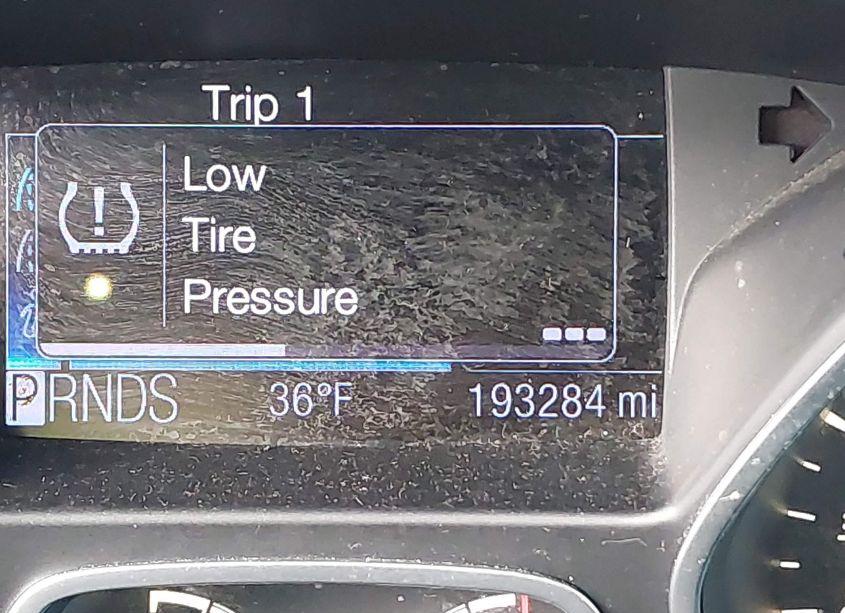 Trip 1
Low
Tire
Pressure
PRNDS 36°F 193284 mi